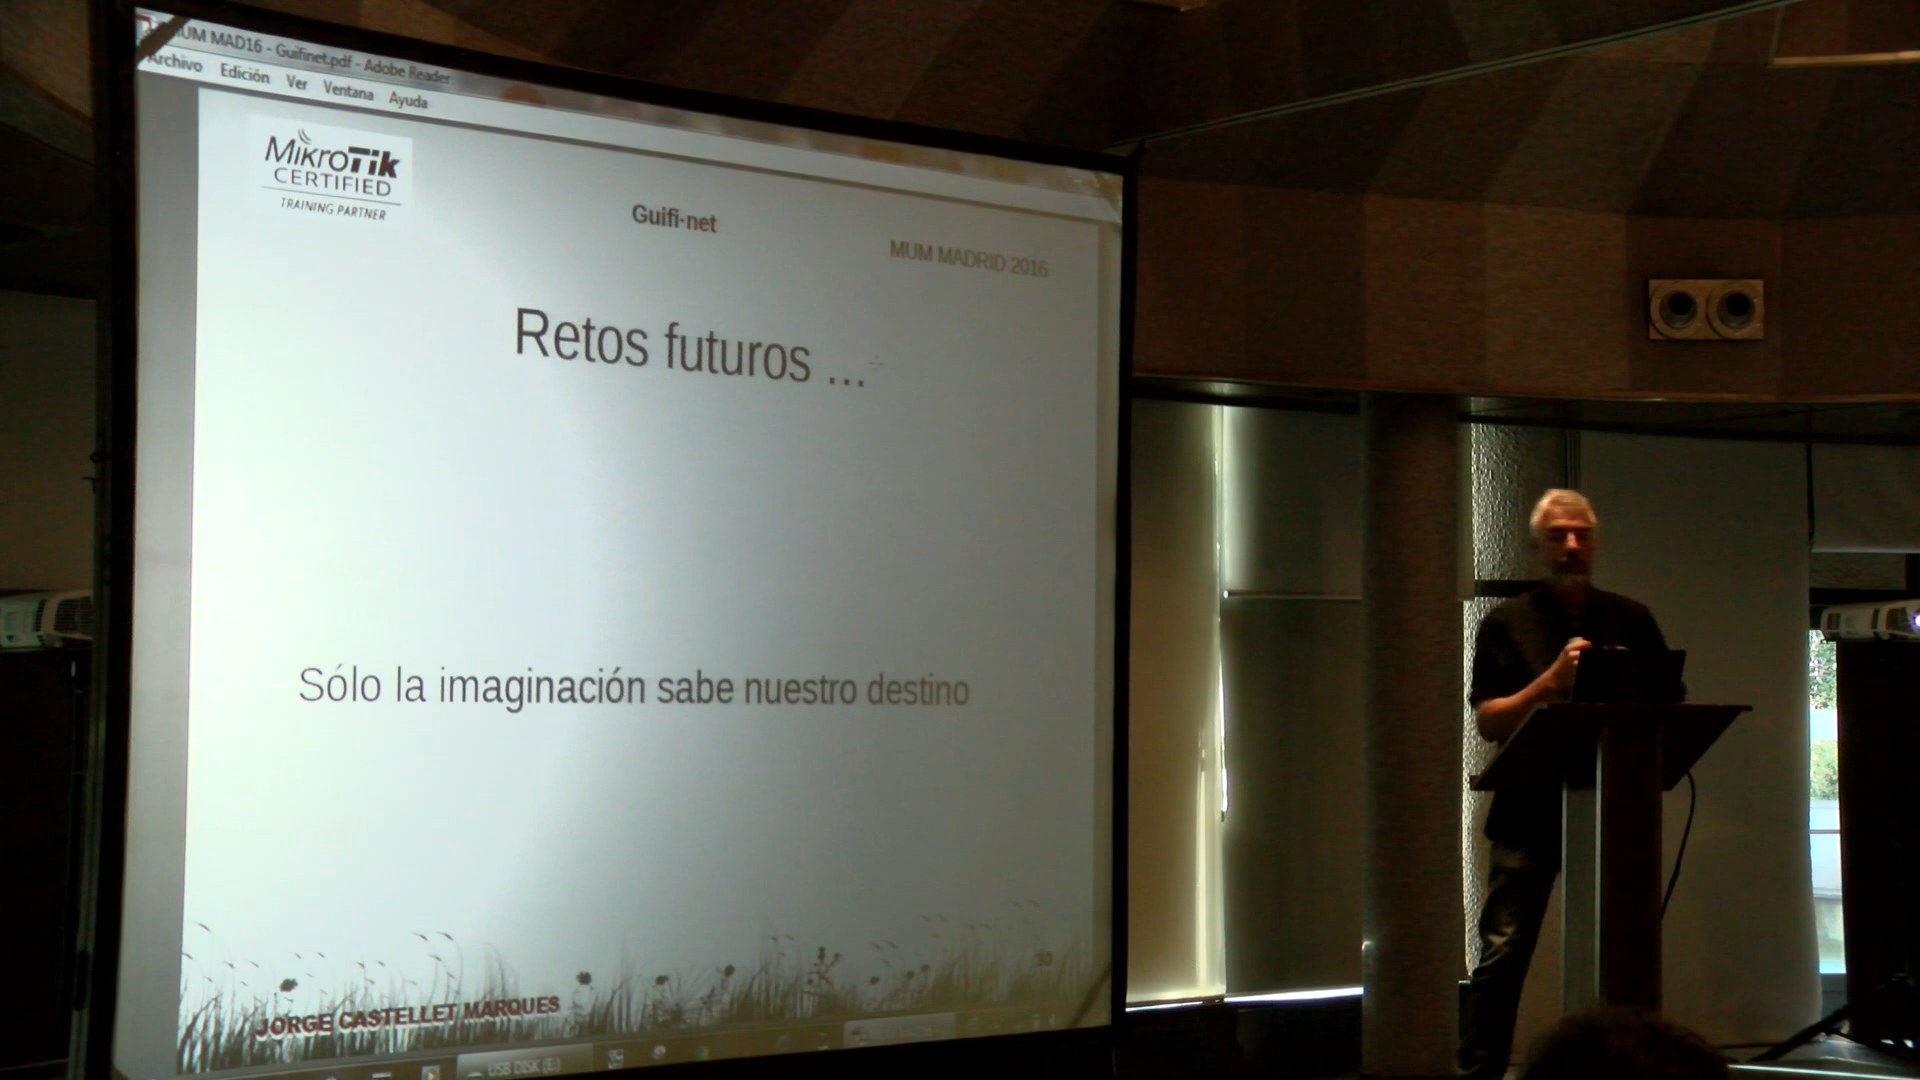 MUM MAD16 - Guifinet.pdf - Adobe Reader
Archivo Edición Ver Ventana Ayuda
MikroTik
CERTIFIED
TRAINING PARTNER
Guifi·net
MUM MADRID 2016
Retos futuros ...
Sólo la imaginación sabe nuestro destino
JORGE CASTELLET MARQUES
USB DISK (E:)